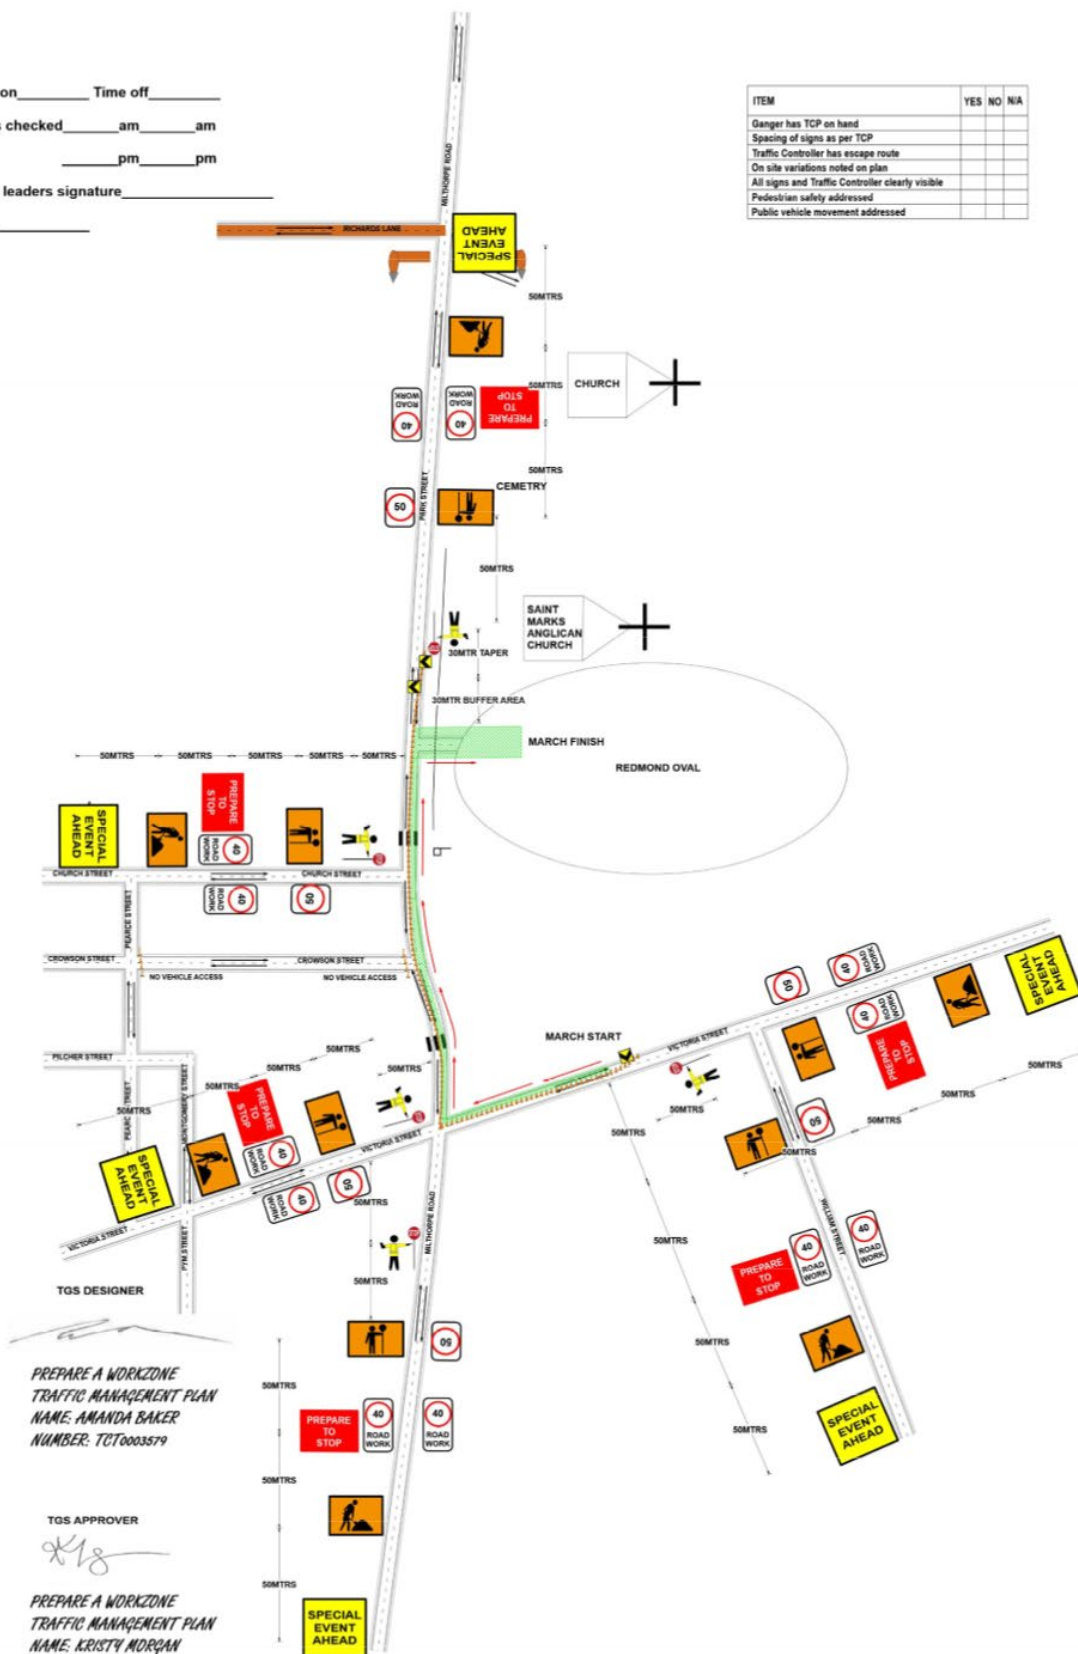 on________ Time off________
checked_______am_______am
_______pm_______pm
leaders signature__________________
ITEM YES NO N/A
Ganger has TCP on hand
Spacing of signs as per TCP
Traffic Controller has escape route
On site variations noted on plan
All signs and Traffic Controller clearly visible
Pedestrian safety addressed
Public vehicle movement addressed
MILTHORPE ROAD
RICHARDS LANE
SPECIAL
EVENT
AHEAD
50MTRS
50MTRS
CHURCH
40
ROAD
WORK
40
ROAD
WORK
PREPARE
TO
STOP
50MTRS
CEMETRY
50
PARK STREET
50MTRS
SAINT
MARKS
ANGLICAN
CHURCH
30MTR TAPER
30MTR BUFFER AREA
MARCH FINISH
REDMOND OVAL
50MTRS 50MTRS 50MTRS 50MTRS 50MTRS
SPECIAL
EVENT
AHEAD
PREPARE
TO
STOP
40
ROAD
WORK
CHURCH STREET
CHURCH STREET
40
ROAD
WORK
50
PEARCE STREET
CROWSON STREET
CROWSON STREET
NO VEHICLE ACCESS
NO VEHICLE ACCESS
PILCHER STREET
PEARCE STREET
MONTGOMERY STREET
50MTRS
50MTRS
50MTRS
50MTRS
50MTRS
PREPARE
TO
STOP
40
ROAD
WORK
SPECIAL
EVENT
AHEAD
40
ROAD
WORK
50
VICTORIA STREET
VICTORIA STREET
PYM STREET
MARCH START
VICTORIA STREET
50
40
ROAD
WORK
40
ROAD
WORK
PREPARE
TO
STOP
SPECIAL
EVENT
AHEAD
50MTRS
50MTRS
50MTRS
50MTRS
50MTRS
50
50MTRS
50MTRS
50MTRS
50MTRS
50MTRS
WILLIAM STREET
40
ROAD
WORK
40
ROAD
WORK
PREPARE
TO
STOP
SPECIAL
EVENT
AHEAD
50MTRS
MILTHORPE ROAD
50MTRS
50
50MTRS
PREPARE
TO
STOP
40
ROAD
WORK
40
ROAD
WORK
50MTRS
50MTRS
SPECIAL
EVENT
AHEAD
TGS DESIGNER
PREPARE A WORKZONE
TRAFFIC MANAGEMENT PLAN
NAME: AMANDA BAKER
NUMBER: TCT0003579
TGS APPROVER
PREPARE A WORKZONE
TRAFFIC MANAGEMENT PLAN
NAME: KRISTY MORGAN